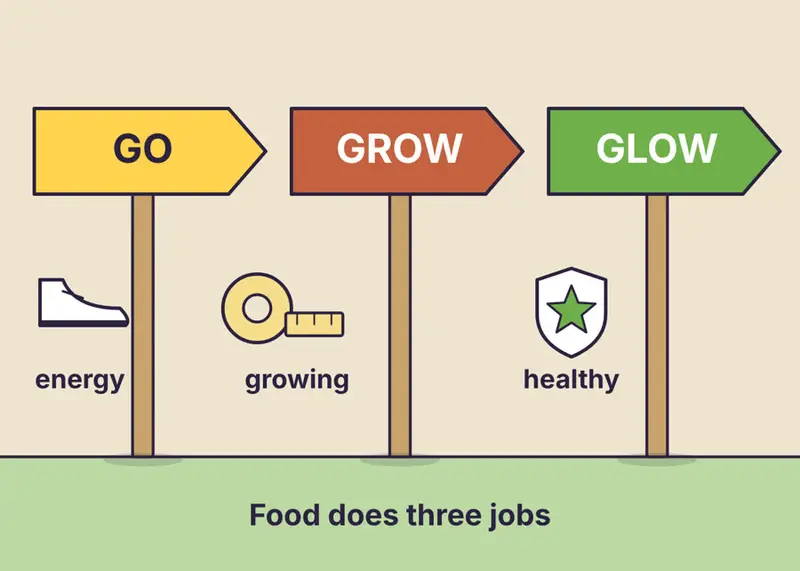 GO
GROW
GLOW
energy
growing
healthy
Food does three jobs